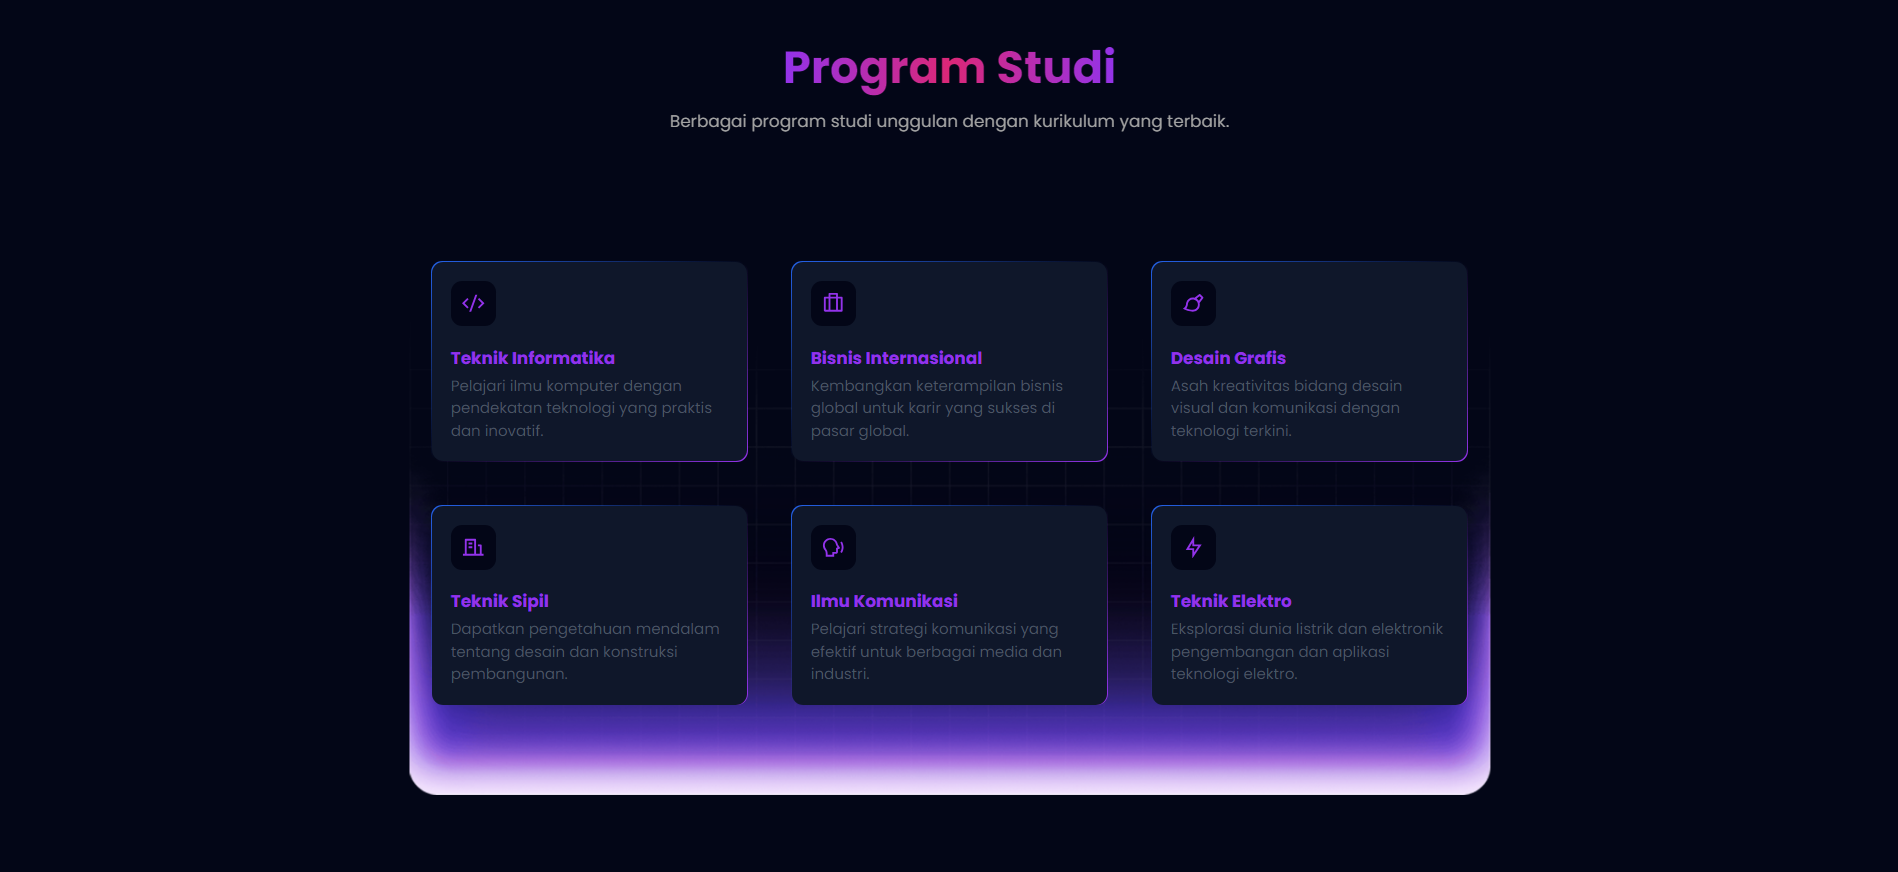 Program Studi
Berbagai program studi unggulan dengan kurikulum yang terbaik.
Teknik Informatika
Pelajari ilmu komputer dengan
pendekatan teknologi yang praktis
dan inovatif.
Bisnis Internasional
Kembangkan keterampilan bisnis
global untuk karir yang sukses di
pasar global.
Desain Grafis
Asah kreativitas bidang desain
visual dan komunikasi dengan
teknologi terkini.
Teknik Sipil
Dapatkan pengetahuan mendalam
tentang desain dan konstruksi
pembangunan.
Ilmu Komunikasi
Pelajari strategi komunikasi yang
efektif untuk berbagai media dan
industri.
Teknik Elektro
Eksplorasi dunia listrik dan elektronik
pengembangan dan aplikasi
teknologi elektro.